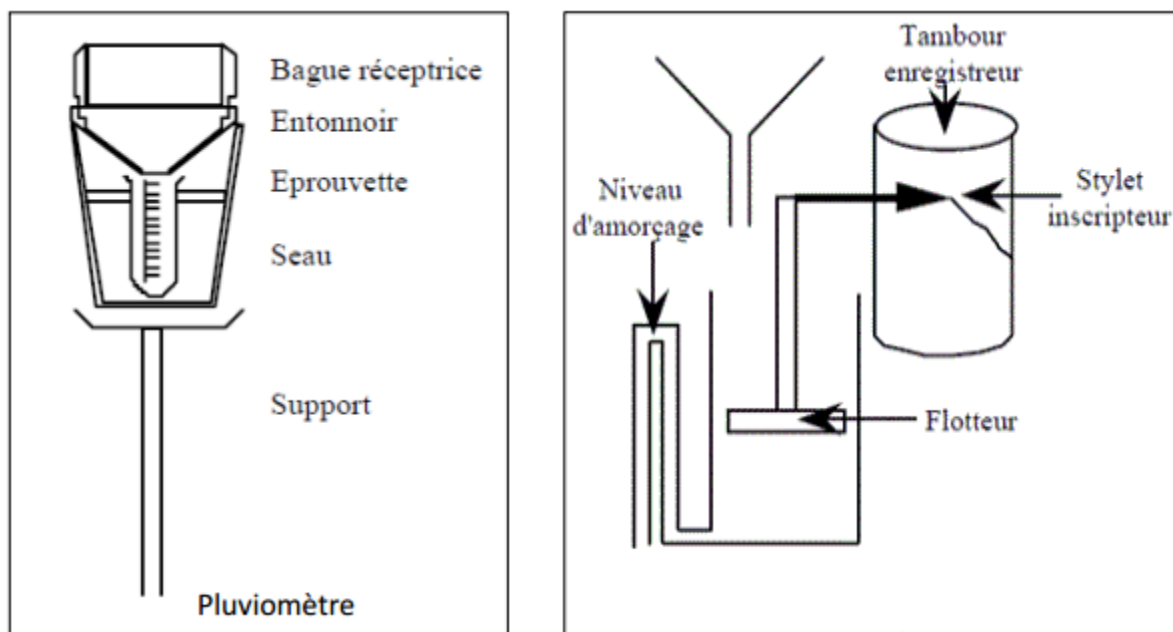 Bague réceptrice
Entonnoir
Eprouvette
Seau
Support
Pluviomètre
Tambour
enregistreur
Niveau
d'amorçage
Stylet
inscripteur
Flotteur